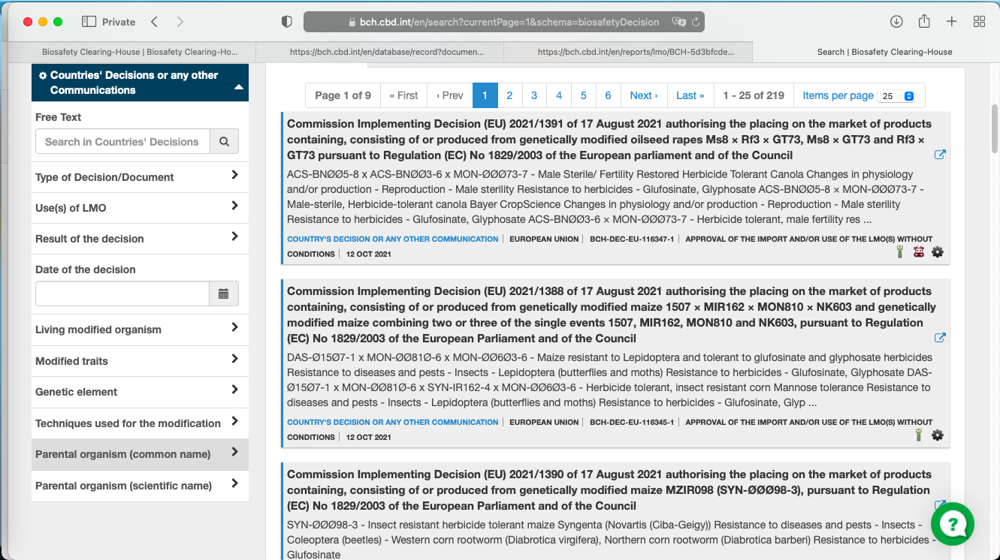 Private
bch.cbd.int/en/search?currentPage=1&schema=biosafetyDecision
Biosafety Clearing-House | Biosafety Clearing-Ho...
https://bch.cbd.int/en/database/record?documen...
https://bch.cbd.int/en/reports/lmo/BCH-5d3bfcde...
Search | Biosafety Clearing-House
Countries' Decisions or any other
Communications
Free Text
Search in Countries' Decisions
Type of Decision/Document
Use(s) of LMO
Result of the decision
Date of the decision
Living modified organism
Modified traits
Genetic element
Techniques used for the modification
Parental organism (common name)
Parental organism (scientific name)
Page 1 of 9 « First ‹ Prev 1 2 3 4 5 6 Next › Last » 1 - 25 of 219 Items per page 25
Commission Implementing Decision (EU) 2021/1391 of 17 August 2021 authorising the placing on the market of products
containing, consisting of or produced from genetically modified oilseed rapes Ms8 × Rf3 × GT73, Ms8 × GT73 and Rf3 ×
GT73 pursuant to Regulation (EC) No 1829/2003 of the European parliament and of the Council
ACS-BNØØ5-8 x ACS-BNØØ3-6 x MON-ØØØ73-7 - Male Sterile/ Fertility Restored Herbicide Tolerant Canola Changes in physiology
and/or production - Reproduction - Male sterility Resistance to herbicides - Glufosinate, Glyphosate ACS-BNØØ5-8 × MON-ØØØ73-7 -
Male-sterile, Herbicide-tolerant canola Bayer CropScience Changes in physiology and/or production - Reproduction - Male sterility
Resistance to herbicides - Glufosinate, Glyphosate ACS-BNØØ3-6 × MON-ØØØ73-7 - Herbicide tolerant, male fertility res ...
COUNTRY'S DECISION OR ANY OTHER COMMUNICATION | EUROPEAN UNION | BCH-DEC-EU-116347-1 | APPROVAL OF THE IMPORT AND/OR USE OF THE LMO(S) WITHOUT
CONDITIONS | 12 OCT 2021
Commission Implementing Decision (EU) 2021/1388 of 17 August 2021 authorising the placing on the market of products
containing, consisting of or produced from genetically modified maize 1507 × MIR162 × MON810 × NK603 and genetically
modified maize combining two or three of the single events 1507, MIR162, MON810 and NK603, pursuant to Regulation
(EC) No 1829/2003 of the European Parliament and of the Council
DAS-Ø15Ø7-1 x MON-ØØ81Ø-6 x MON-ØØ6Ø3-6 - Maize resistant to Lepidoptera and tolerant to glufosinate and glyphosate herbicides
Resistance to diseases and pests - Insects - Lepidoptera (butterflies and moths) Resistance to herbicides - Glufosinate, Glyphosate DAS-
Ø15Ø7-1 x MON-ØØ81Ø-6 x SYN-IR162-4 x MON-ØØ6Ø3-6 - Herbicide tolerant, insect resistant corn Mannose tolerance Resistance to
diseases and pests - Insects - Lepidoptera (butterflies and moths) Resistance to herbicides - Glufosinate, Glyp ...
COUNTRY'S DECISION OR ANY OTHER COMMUNICATION | EUROPEAN UNION | BCH-DEC-EU-116345-1 | APPROVAL OF THE IMPORT AND/OR USE OF THE LMO(S) WITHOUT
CONDITIONS | 12 OCT 2021
Commission Implementing Decision (EU) 2021/1390 of 17 August 2021 authorising the placing on the market of products
containing, consisting of or produced from genetically modified maize MZIR098 (SYN-ØØØ98-3), pursuant to Regulation
(EC) No 1829/2003 of the European Parliament and of the Council
SYN-ØØØ98-3 - Insect resistant herbicide tolerant maize Syngenta (Novartis (Ciba-Geigy)) Resistance to diseases and pests - Insects -
Coleoptera (beetles) - Western corn rootworm (Diabrotica virgifera), Northern corn rootworm (Diabrotica barberi) Resistance to herbicides -
Glufosinate
?